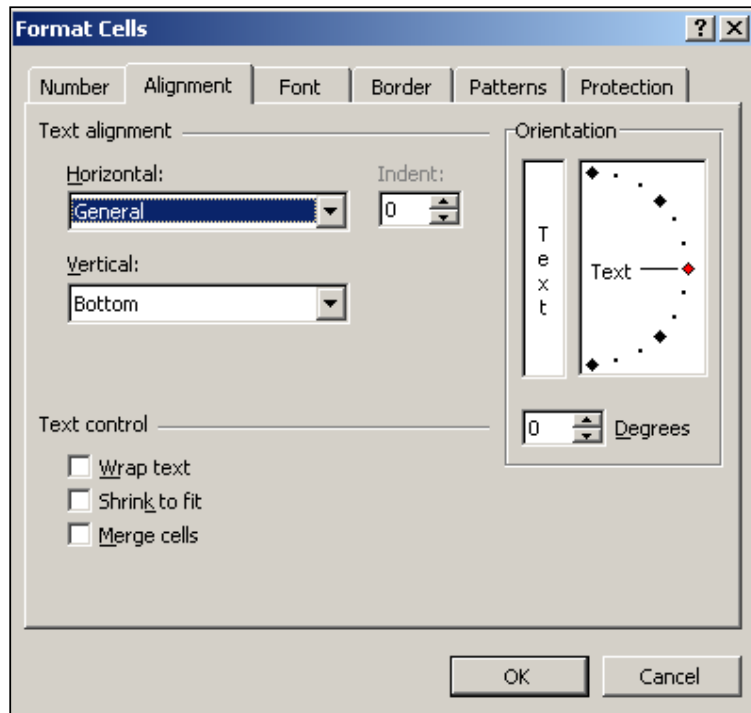 Format Cells
Number Alignment Font Border Patterns Protection
Text alignment
Horizontal:
General
Indent:
0
Vertical:
Bottom
Text control
Wrap text
Shrink to fit
Merge cells
Orientation
Text
Text
0 Degrees
OK Cancel